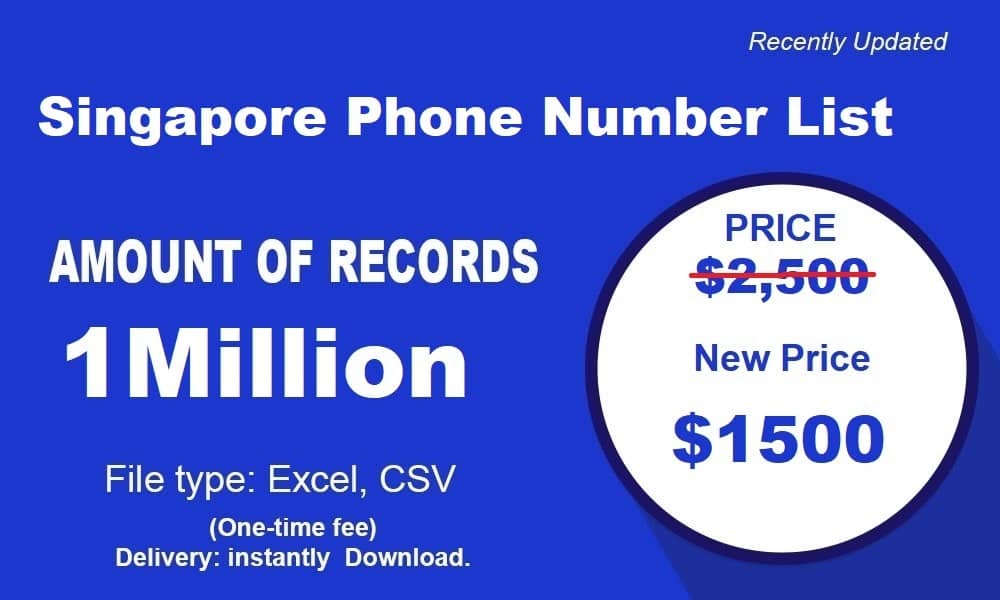 Recently Updated
Singapore Phone Number List
AMOUNT OF RECORDS
1Million
File type: Excel, CSV
(One-time fee)
Delivery: instantly Download.
PRICE
$2,500
New Price
$1500